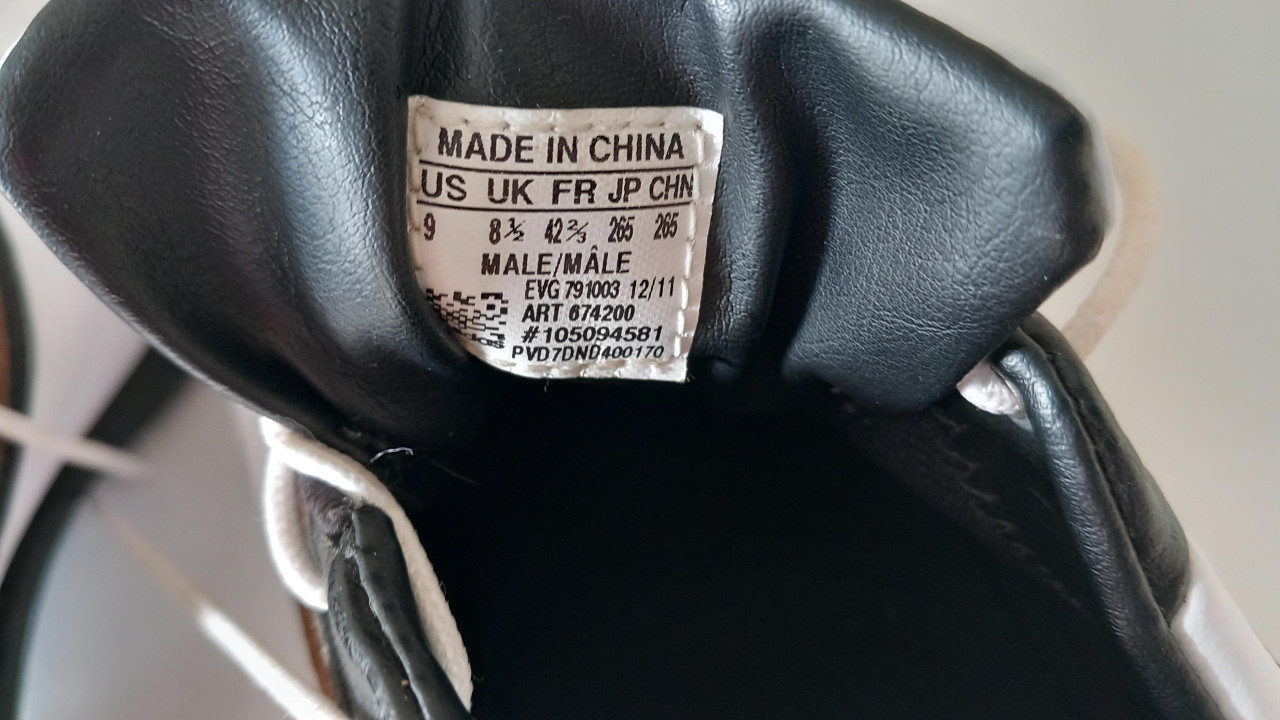 MADE IN CHINA
US UK FR JP CHN
9 8½ 42⅔ 265 265
MALE/MÂLE
EVG 791003 12/11
ART 674200
#105094581
PVD7DND400170